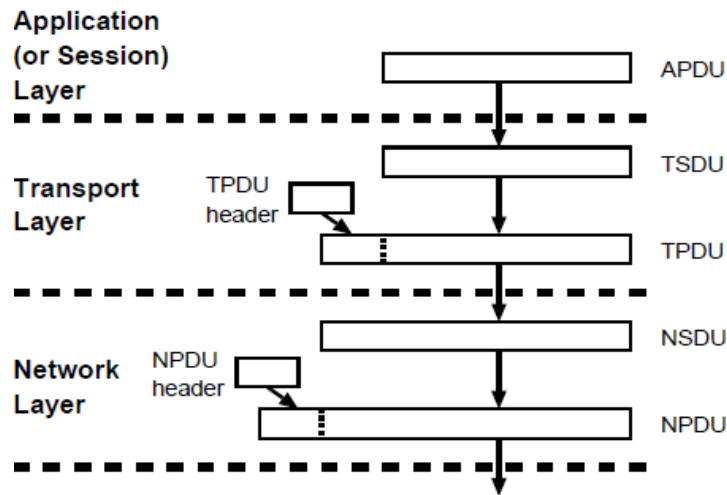 Application
(or Session)
Layer
APDU
TSDU
Transport
Layer
TPDU
header
TPDU
NSDU
Network
Layer
NPDU
header
NPDU